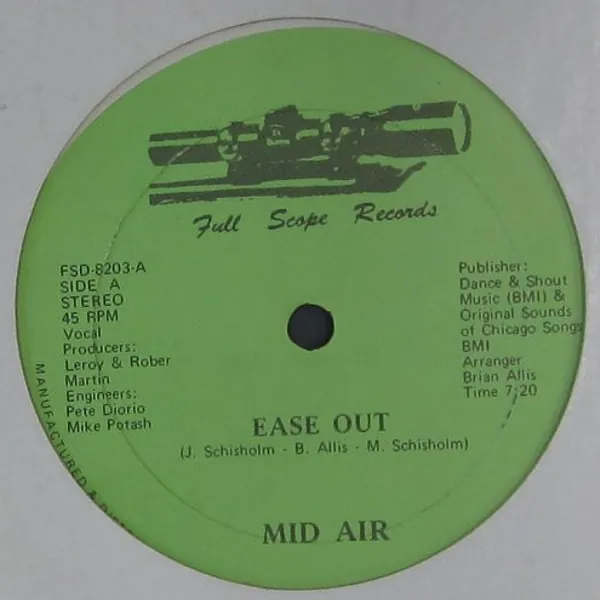 Full Scope Records
FSD-8203-A
SIDE A
STEREO
45 RPM
Vocal
Producers:
Leroy & Rober
Martin
Engineers:
Pete Diorio
Mike Potash
Publisher:
Dance & Shout
Music (BMI) &
Original Sounds
of Chicago Songs
BMI
Arranger
Brian Allis
Time 7:20
EASE OUT
(J. Schisholm - B. Allis - M. Schisholm)
MID AIR
MANUFACTURED &